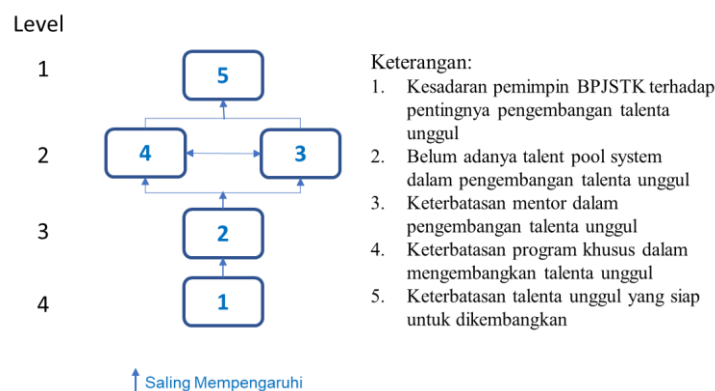 Level
1
5
2
4
3
3
2
4
1
Saling Mempengaruhi
Keterangan:
1. Kesadaran pemimpin BPJSTK terhadap
pentingnya pengembangan talenta
unggul
2. Belum adanya talent pool system
dalam pengembangan talenta unggul
3. Keterbatasan mentor dalam
pengembangan talenta unggul
4. Keterbatasan program khusus dalam
mengembangkan talenta unggul
5. Keterbatasan talenta unggul yang siap
untuk dikembangkan